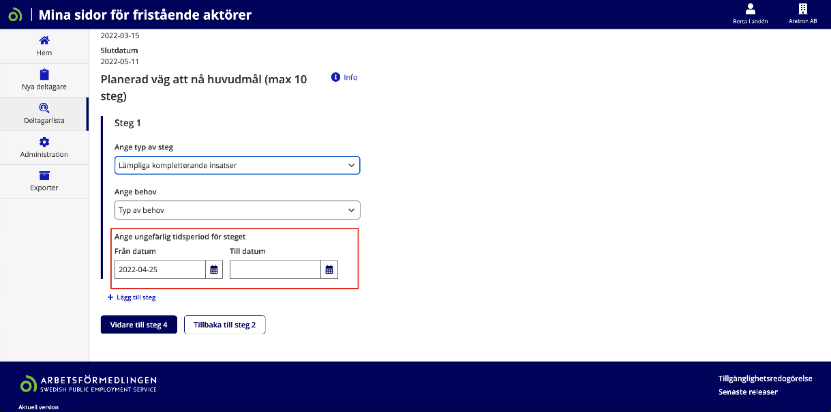 Mina sidor för fristående aktörer
Berta Landén
Andron AB
Hem
Nya deltagare
Deltagarlista
Administration
Exporter
2022-03-15
Slutdatum
2022-05-11
Planerad väg att nå huvudmål (max 10
steg)
Info
Steg 1
Ange typ av steg
Lämpliga kompletterande insatser
Ange behov
Typ av behov
Ange ungefärlig tidsperiod för steget
Från datum
Till datum
2022-04-25
+ Lägg till steg
Vidare till steg 4
Tillbaka till steg 2
ARBETSFÖRMEDLINGEN
SWEDISH PUBLIC EMPLOYMENT SERVICE
Tillgänglighetsredogörelse
Senaste releaser
Aktuell version